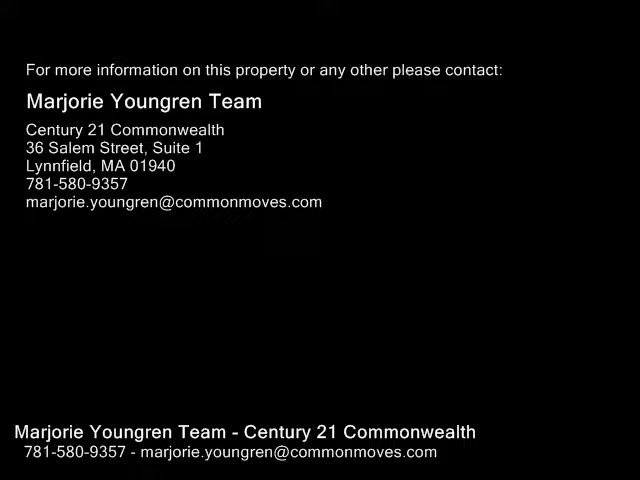 For more information on this property or any other please contact:
Marjorie Youngren Team
Century 21 Commonwealth
36 Salem Street, Suite 1
Lynnfield, MA 01940
781-580-9357
marjorie.youngren@commonmoves.com
Marjorie Youngren Team - Century 21 Commonwealth
781-580-9357 - marjorie.youngren@commonmoves.com